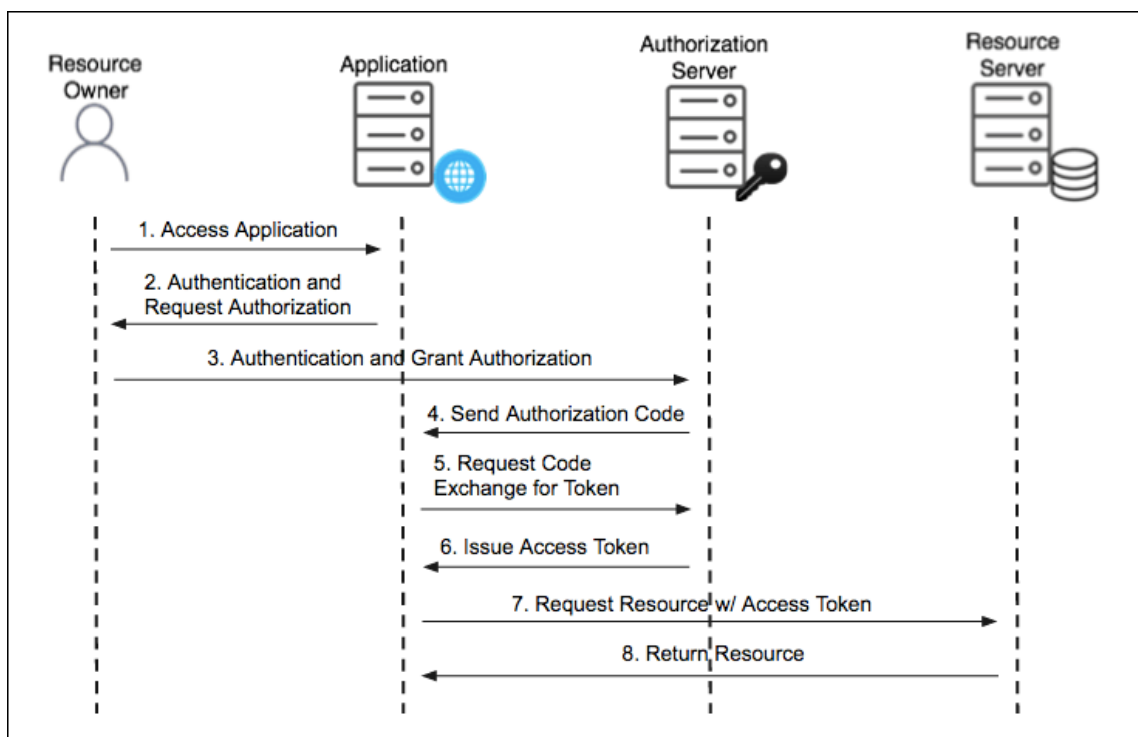 Resource
Owner
Application
Authorization
Server
Resource
Server
1. Access Application
2. Authentication and
Request Authorization
3. Authentication and Grant Authorization
4. Send Authorization Code
5. Request Code
Exchange for Token
6. Issue Access Token
7. Request Resource w/ Access Token
8. Return Resource